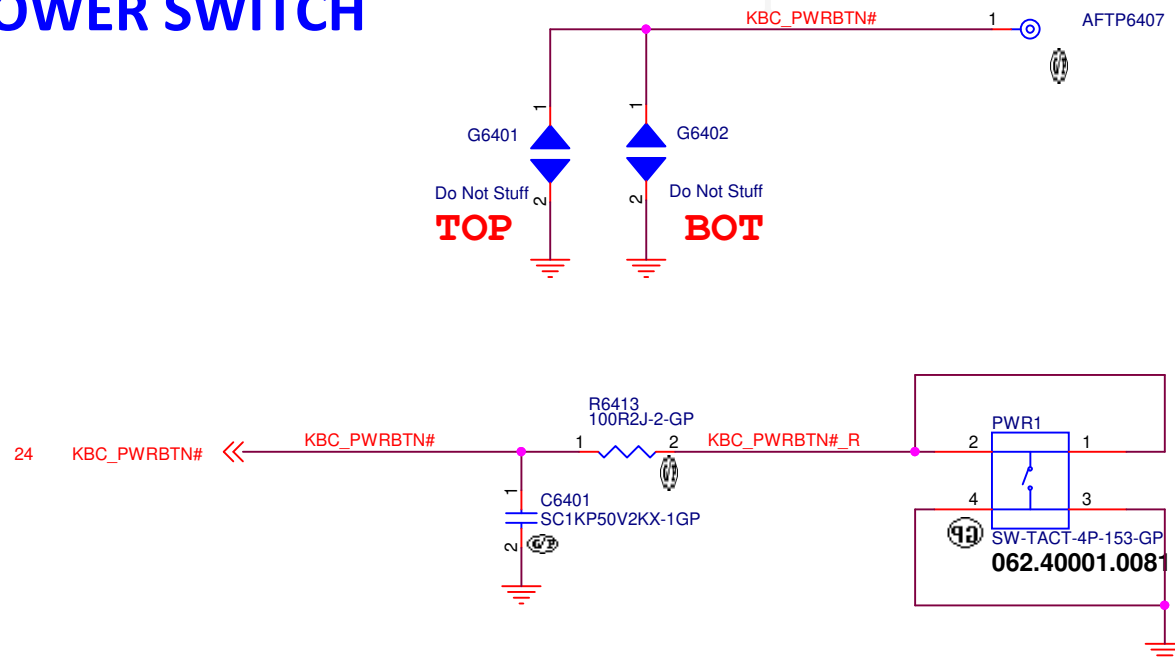 OWER SWITCH
KBC_PWRBTN#
1
AFTP6407
1
1
G6401
G6402
Do Not Stuff
2
2
Do Not Stuff
TOP
BOT
R6413
100R2J-2-GP
24
KBC_PWRBTN#
KBC_PWRBTN#
1
2
KBC_PWRBTN#_R
PWR1
2
1
1
C6401
SC1KP50V2KX-1GP
2
4
3
SW-TACT-4P-153-GP
062.40001.0081